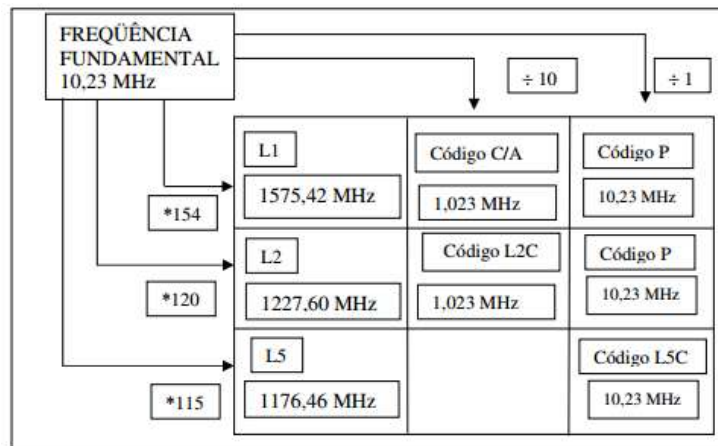 FREQÜÊNCIA
FUNDAMENTAL
10,23 MHz
÷ 10
÷ 1
L1
Código C/A
Código P
1575,42 MHz
1,023 MHz
10,23 MHz
*154
L2
Código L2C
Código P
1227,60 MHz
1,023 MHz
10,23 MHz
*120
L5
Código L5C
1176,46 MHz
10,23 MHz
*115